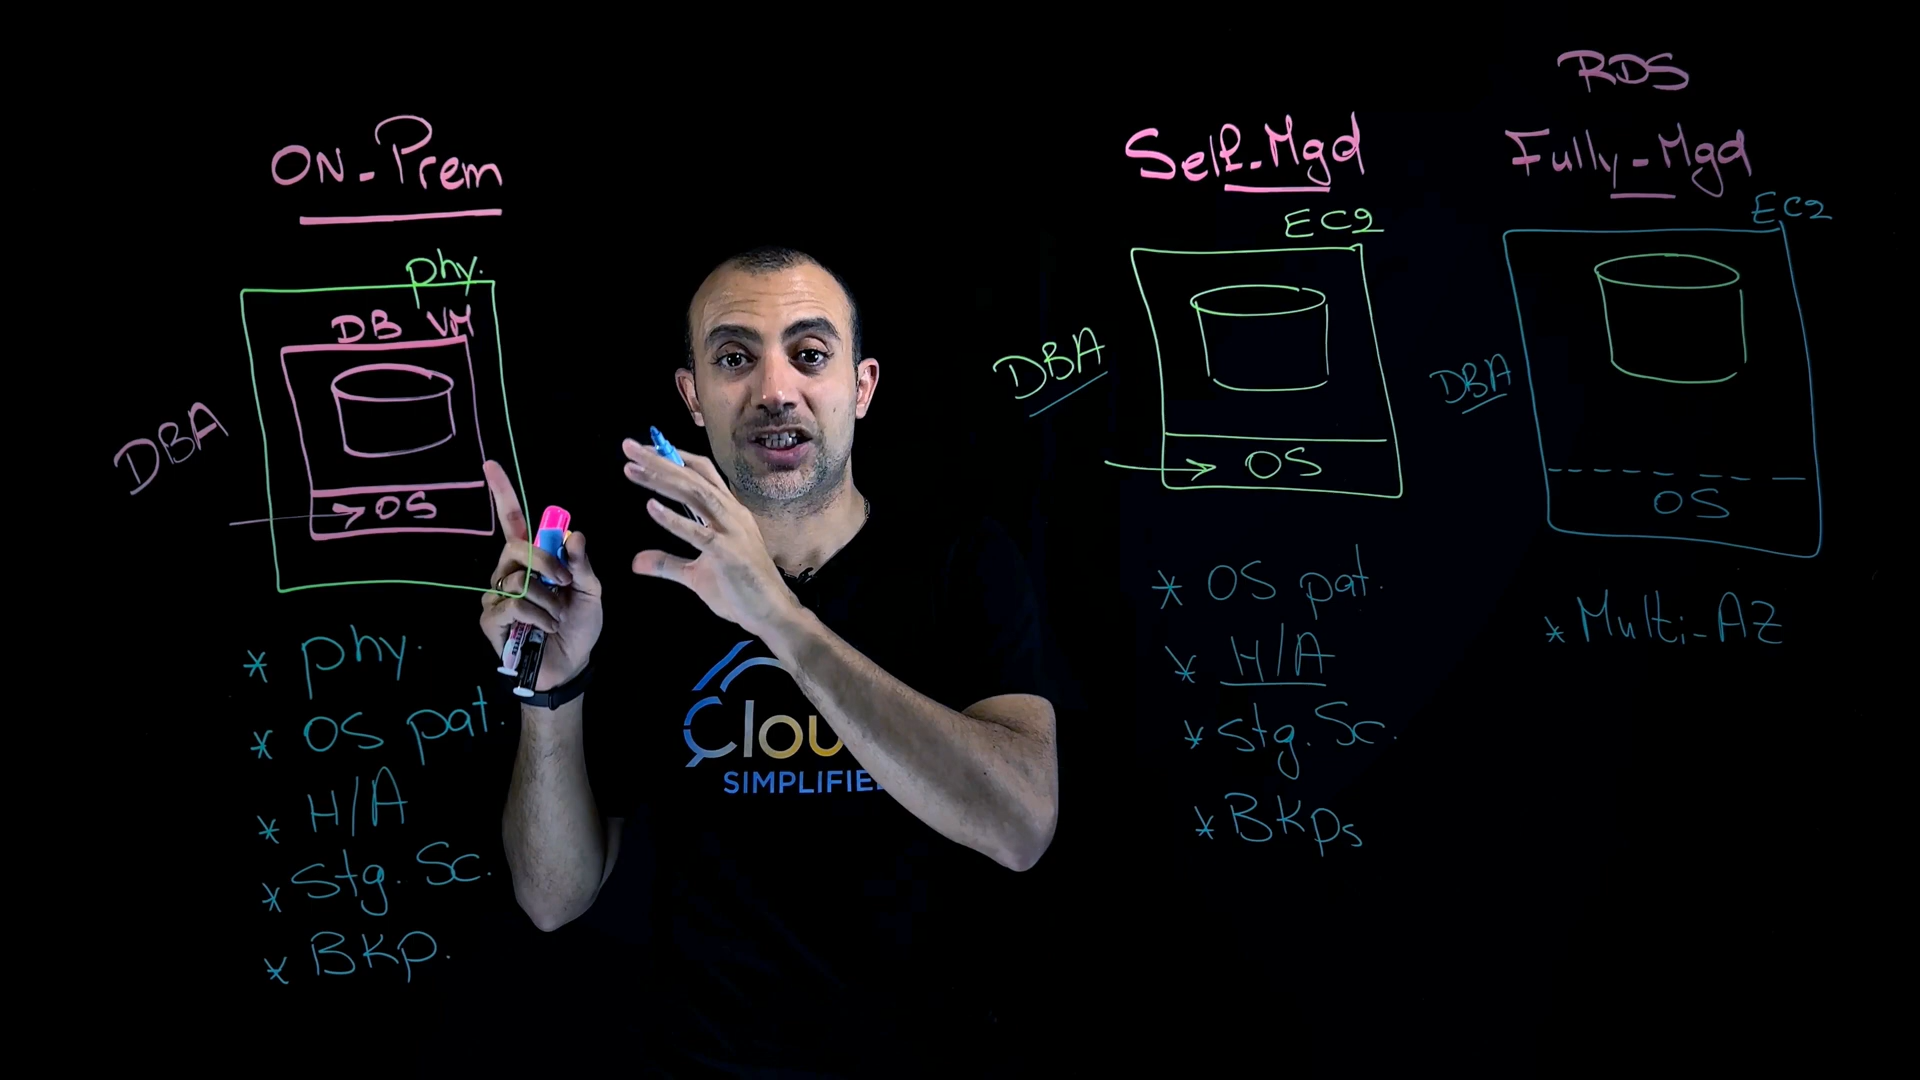 ON-Prem
phy.
DB VM
DBA
OS
* phy.
* OS pat.
* H/A
* Stg. Sc.
* BKP.
Cloud
SIMPLIFIE
Self-Mgd
EC2
DBA
OS
* OS pat.
* H/A
* Stg. Sc.
* BKPs
RDS
Fully-Mgd
EC2
DBA
OS
* Multi-AZ